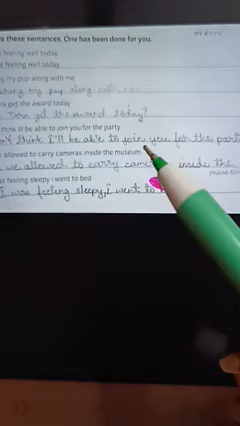 these sentences. One has been done for you.
feeling well today
feeling well today
my pup along with me
my pup along with
get the award today
Tara get the award today?
think ill be able to join you for the party
think I'll be able to join you for the
allowed to carry cameras inside the museum
we allowed to carry inside the
feeling sleepy i went to bed
I was feeling sleepy, I went to